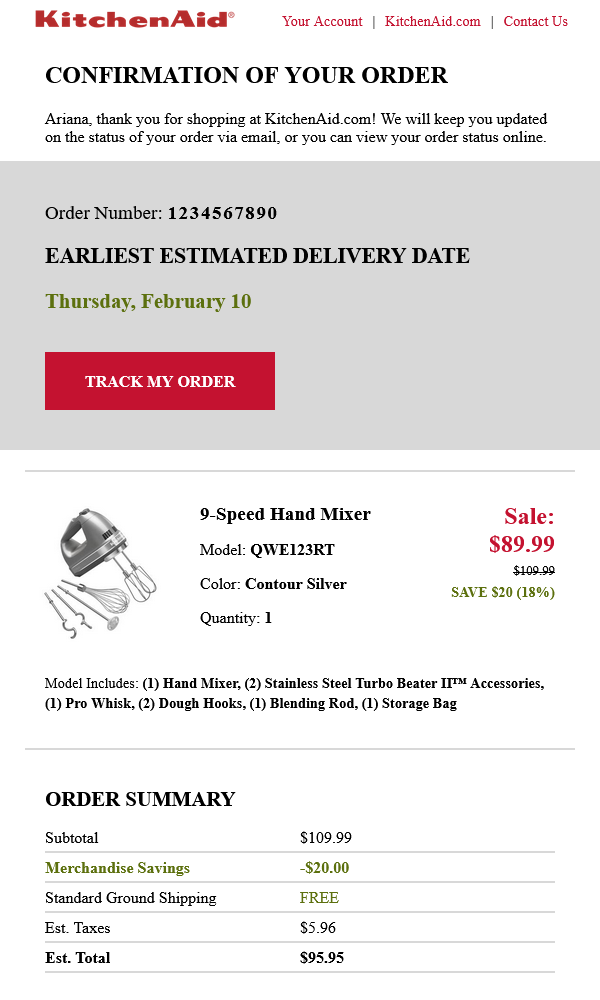 KitchenAid®
Your Account | KitchenAid.com | Contact Us
CONFIRMATION OF YOUR ORDER
Ariana, thank you for shopping at KitchenAid.com! We will keep you updated
on the status of your order via email, or you can view your order status online.
Order Number: 1234567890
EARLIEST ESTIMATED DELIVERY DATE
Thursday, February 10
TRACK MY ORDER
9-Speed Hand Mixer
Model: QWE123RT
Color: Contour Silver
Quantity: 1
Sale:
$89.99
$109.99
SAVE $20 (18%)
Model Includes: (1) Hand Mixer, (2) Stainless Steel Turbo Beater II™ Accessories,
(1) Pro Whisk, (2) Dough Hooks, (1) Blending Rod, (1) Storage Bag
ORDER SUMMARY
Subtotal $109.99
Merchandise Savings -$20.00
Standard Ground Shipping FREE
Est. Taxes $5.96
Est. Total $95.95